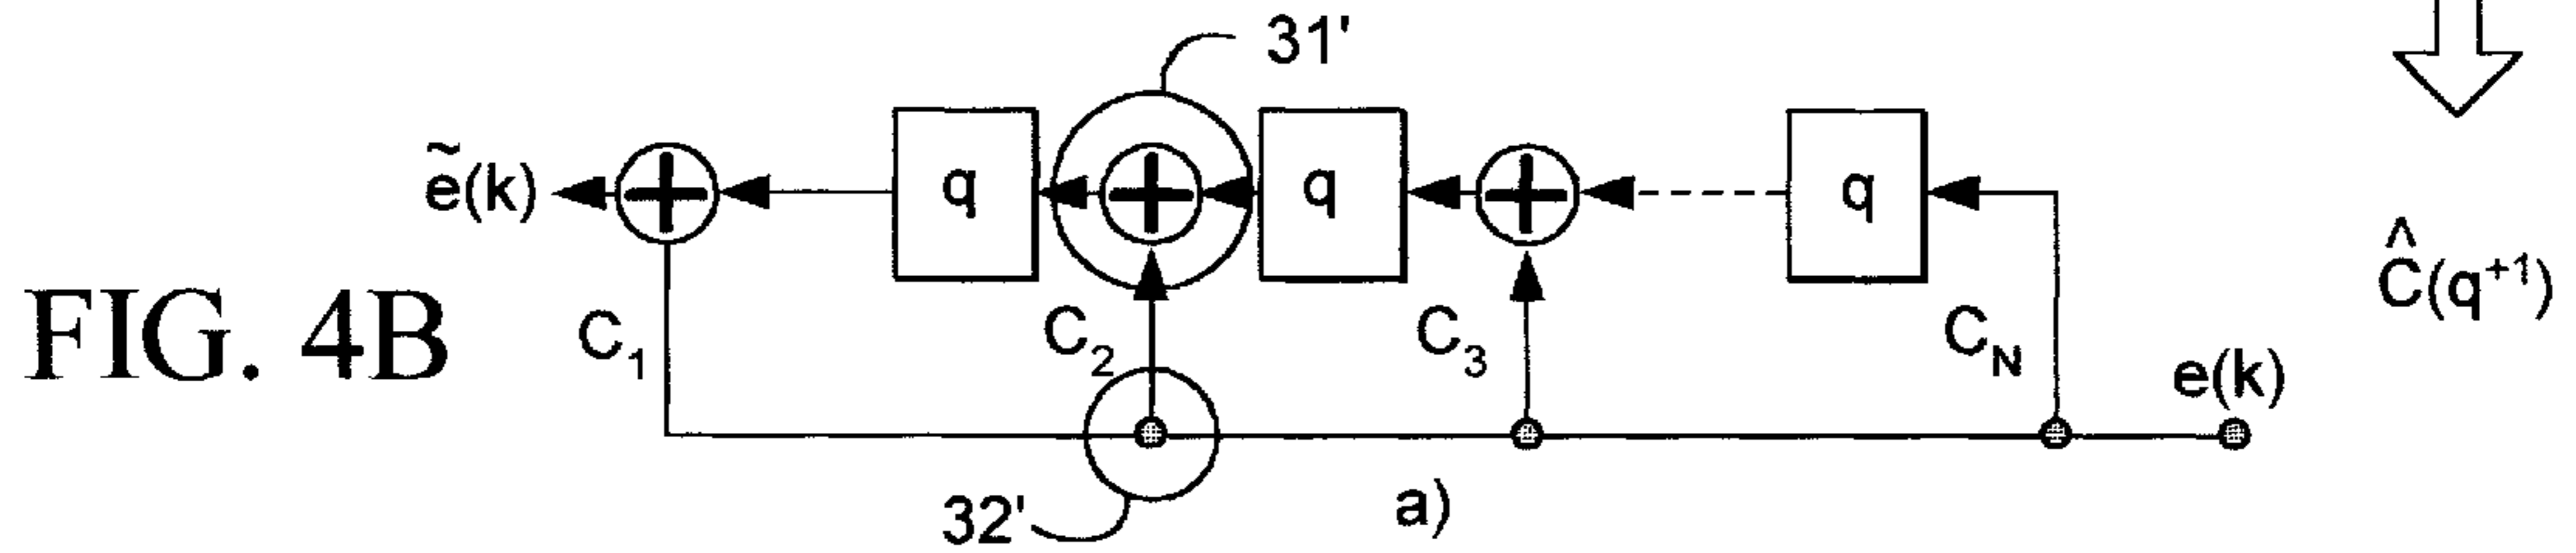 31'
ẽ(k)
q
q
q
Ĉ(q⁺¹)
FIG. 4B
C₁
C₂
C₃
C_N
e(k)
32'
a)